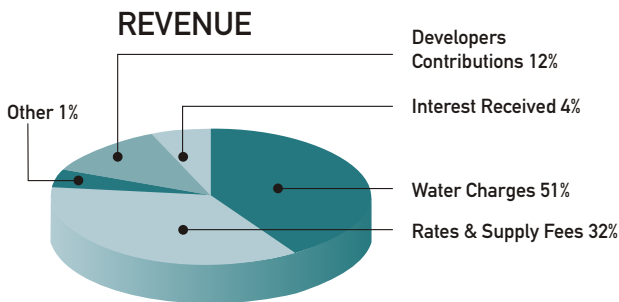 REVENUE
Developers
Contributions 12%
Other 1%
Interest Received 4%
Water Charges 51%
Rates & Supply Fees 32%